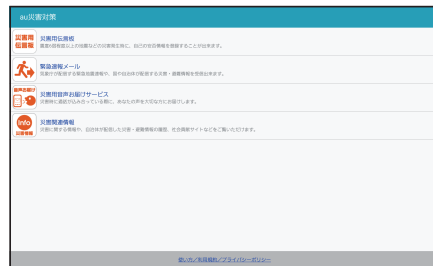 au災害対策
災害用
伝言板
災害用伝言板
震度6弱程度以上の地震などの災害発生時に、自己の安否情報を登録することが出来ます。
緊急速報メール
気象庁が配信する緊急地震速報や、国や自治体が配信する災害・避難情報を受信出来ます。
音声お届け
災害用音声お届けサービス
災害時に通話が込み合っている際に、あなたの声を大切な方にお届けします。
Info
災害情報
災害関連情報
災害に関する情報や、自治体が配信した災害・避難情報の履歴、社会貢献サイトなどをご覧いただけます。
使い方/利用規約/プライバシーポリシー